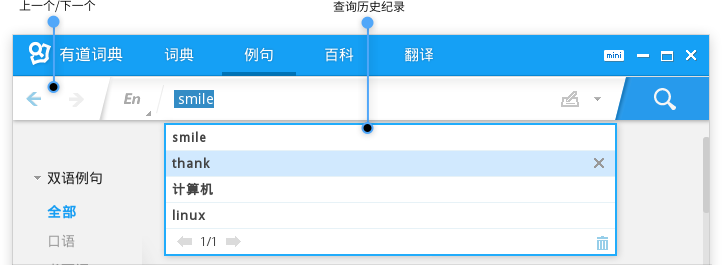 上一个/下一个 查询历史纪录
有道词典 词典 例句 百科 翻译 mini
En smile
smile
thank
双语例句
计算机
全部
linux
口语
1/1